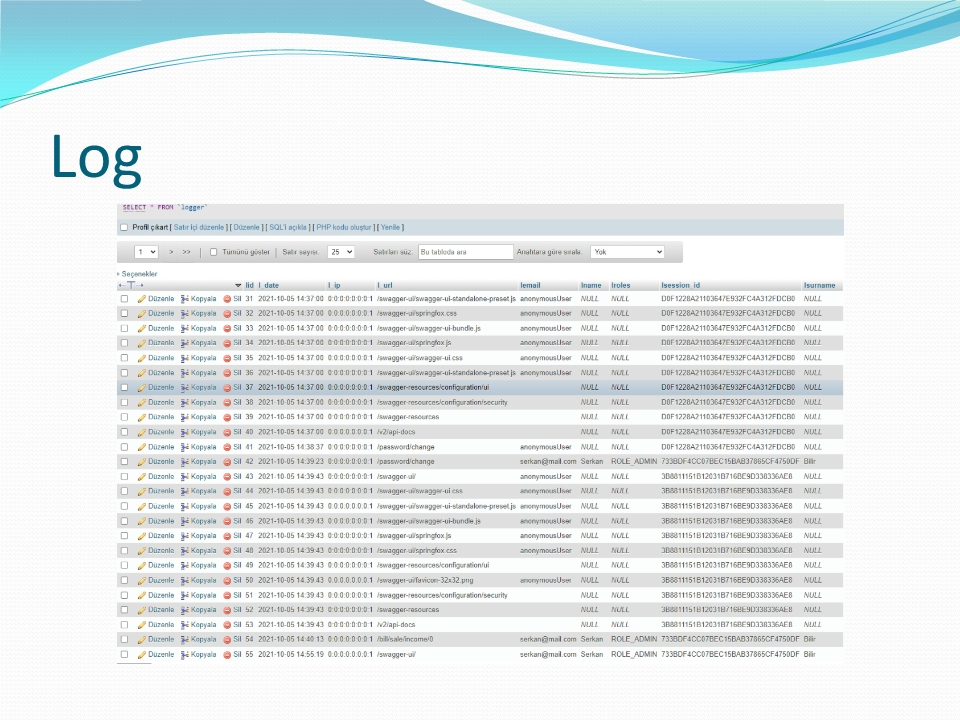 Log
SELECT * FROM `logger`
Profil çıkart [ Satır içi düzenle ] [ Düzenle ] [ SQL'i açıkla ] [ PHP kodu oluştur ] [ Yenile ]
1 > >> | Tümünü göster | Satır sayısı: 25 Satırları süz: Bu tabloda ara Anahtara göre sırala: Yok
+ Seçenekler
←T→ lid l_date l_ip l_url lemail lname lroles lsession_id lsurname
Düzenle Kopyala Sil 31 2021-10-05 14:37:00 0:0:0:0:0:0:0:1 /swagger-ui/swagger-ui-standalone-preset.js anonymousUser NULL NULL D0F1228A21103647E932FC4A312FDCB0 NULL
Düzenle Kopyala Sil 32 2021-10-05 14:37:00 0:0:0:0:0:0:0:1 /swagger-ui/springfox.css anonymousUser NULL NULL D0F1228A21103647E932FC4A312FDCB0 NULL
Düzenle Kopyala Sil 33 2021-10-05 14:37:00 0:0:0:0:0:0:0:1 /swagger-ui/swagger-ui-bundle.js anonymousUser NULL NULL D0F1228A21103647E932FC4A312FDCB0 NULL
Düzenle Kopyala Sil 34 2021-10-05 14:37:00 0:0:0:0:0:0:0:1 /swagger-ui/springfox.js anonymousUser NULL NULL D0F1228A21103647E932FC4A312FDCB0 NULL
Düzenle Kopyala Sil 35 2021-10-05 14:37:00 0:0:0:0:0:0:0:1 /swagger-ui/swagger-ui.css anonymousUser NULL NULL D0F1228A21103647E932FC4A312FDCB0 NULL
Düzenle Kopyala Sil 36 2021-10-05 14:37:00 0:0:0:0:0:0:0:1 /swagger-ui/swagger-ui-standalone-preset.js anonymousUser NULL NULL D0F1228A21103647E932FC4A312FDCB0 NULL
Düzenle Kopyala Sil 37 2021-10-05 14:37:00 0:0:0:0:0:0:0:1 /swagger-resources/configuration/ui NULL NULL D0F1228A21103647E932FC4A312FDCB0 NULL
Düzenle Kopyala Sil 38 2021-10-05 14:37:00 0:0:0:0:0:0:0:1 /swagger-resources/configuration/security NULL NULL D0F1228A21103647E932FC4A312FDCB0 NULL
Düzenle Kopyala Sil 39 2021-10-05 14:37:00 0:0:0:0:0:0:0:1 /swagger-resources NULL NULL D0F1228A21103647E932FC4A312FDCB0 NULL
Düzenle Kopyala Sil 40 2021-10-05 14:37:00 0:0:0:0:0:0:0:1 /v2/api-docs NULL NULL D0F1228A21103647E932FC4A312FDCB0 NULL
Düzenle Kopyala Sil 41 2021-10-05 14:38:37 0:0:0:0:0:0:0:1 /password/change anonymousUser NULL NULL D0F1228A21103647E932FC4A312FDCB0 NULL
Düzenle Kopyala Sil 42 2021-10-05 14:39:23 0:0:0:0:0:0:0:1 /password/change serkan@mail.com Serkan ROLE_ADMIN 733BDF4CC07BEC15BAB37865CF4750DF Bilir
Düzenle Kopyala Sil 43 2021-10-05 14:39:43 0:0:0:0:0:0:0:1 /swagger-ui/ anonymousUser NULL NULL 3B8811151B12031B716BE9D338336AE8 NULL
Düzenle Kopyala Sil 44 2021-10-05 14:39:43 0:0:0:0:0:0:0:1 /swagger-ui/swagger-ui.css anonymousUser NULL NULL 3B8811151B12031B716BE9D338336AE8 NULL
Düzenle Kopyala Sil 45 2021-10-05 14:39:43 0:0:0:0:0:0:0:1 /swagger-ui/swagger-ui-standalone-preset.js anonymousUser NULL NULL 3B8811151B12031B716BE9D338336AE8 NULL
Düzenle Kopyala Sil 46 2021-10-05 14:39:43 0:0:0:0:0:0:0:1 /swagger-ui/swagger-ui-bundle.js anonymousUser NULL NULL 3B8811151B12031B716BE9D338336AE8 NULL
Düzenle Kopyala Sil 47 2021-10-05 14:39:43 0:0:0:0:0:0:0:1 /swagger-ui/springfox.js anonymousUser NULL NULL 3B8811151B12031B716BE9D338336AE8 NULL
Düzenle Kopyala Sil 48 2021-10-05 14:39:43 0:0:0:0:0:0:0:1 /swagger-ui/springfox.css anonymousUser NULL NULL 3B8811151B12031B716BE9D338336AE8 NULL
Düzenle Kopyala Sil 49 2021-10-05 14:39:43 0:0:0:0:0:0:0:1 /swagger-resources/configuration/ui NULL NULL 3B8811151B12031B716BE9D338336AE8 NULL
Düzenle Kopyala Sil 50 2021-10-05 14:39:43 0:0:0:0:0:0:0:1 /swagger-ui/favicon-32x32.png anonymousUser NULL NULL 3B8811151B12031B716BE9D338336AE8 NULL
Düzenle Kopyala Sil 51 2021-10-05 14:39:43 0:0:0:0:0:0:0:1 /swagger-resources/configuration/security NULL NULL 3B8811151B12031B716BE9D338336AE8 NULL
Düzenle Kopyala Sil 52 2021-10-05 14:39:43 0:0:0:0:0:0:0:1 /swagger-resources NULL NULL 3B8811151B12031B716BE9D338336AE8 NULL
Düzenle Kopyala Sil 53 2021-10-05 14:39:43 0:0:0:0:0:0:0:1 /v2/api-docs NULL NULL 3B8811151B12031B716BE9D338336AE8 NULL
Düzenle Kopyala Sil 54 2021-10-05 14:40:13 0:0:0:0:0:0:0:1 /bill/sale/income/0 serkan@mail.com Serkan ROLE_ADMIN 733BDF4CC07BEC15BAB37865CF4750DF Bilir
Düzenle Kopyala Sil 55 2021-10-05 14:55:19 0:0:0:0:0:0:0:1 /swagger-ui/ serkan@mail.com Serkan ROLE_ADMIN 733BDF4CC07BEC15BAB37865CF4750DF Bilir